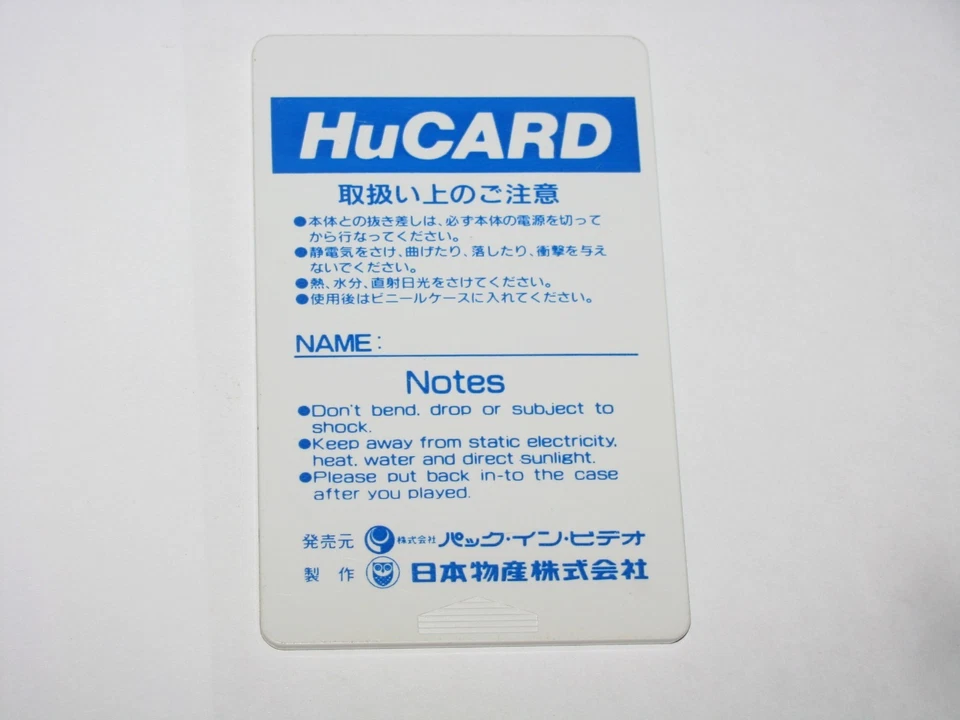 HuCARD
取扱い上のご注意
●本体との抜き差しは、必ず本体の電源を切って
から行なってください。
●静電気をさけ、曲げたり、落したり、衝撃を与え
ないでください。
●熱、水分、直射日光をさけてください。
●使用後はビニールケースに入れてください。
NAME:
Notes
●Don't bend, drop or subject to
shock.
●Keep away from static electricity,
heat, water and direct sunlight.
●Please put back in-to the case
after you played.
発売元 株式会社 パック・イン・ビデオ
製作 日本物産株式会社